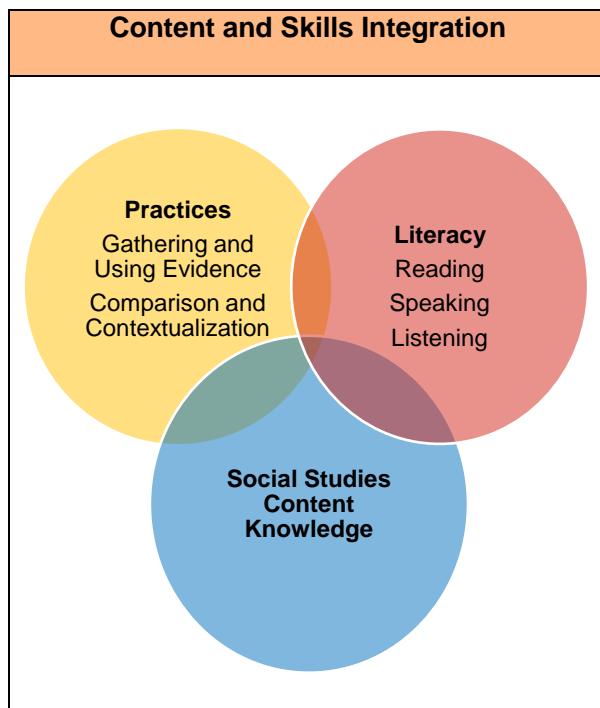 Content and Skills Integration
Practices
Gathering and
Using Evidence
Comparison and
Contextualization
Literacy
Reading
Speaking
Listening
Social Studies
Content
Knowledge